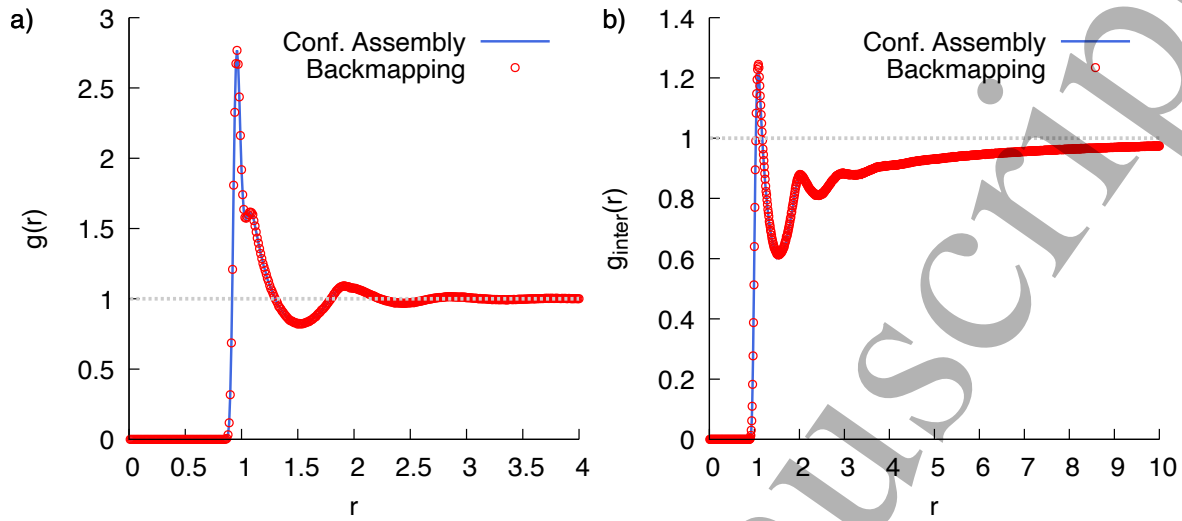 a)
3
2.5
2
1.5
1
0.5
0
g(r)
Conf. Assembly
Backmapping
0 0.5 1 1.5 2 2.5 3 3.5 4
r
b)
1.4
1.2
1
0.8
0.6
0.4
0.2
0
ginter(r)
Conf. Assembly
Backmapping
0 1 2 3 4 5 6 7 8 9 10
r
uscrip